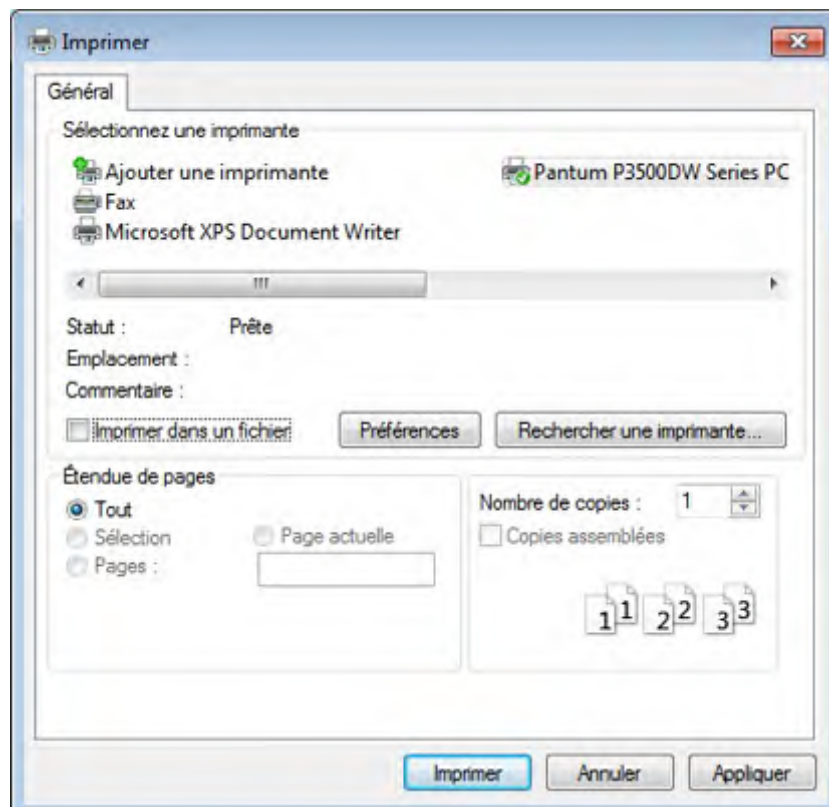 Imprimer
Général
Sélectionnez une imprimante
Ajouter une imprimante
Pantum P3500DW Series PC
Fax
Microsoft XPS Document Writer
Statut : Prête
Emplacement :
Commentaire :
Imprimer dans un fichier Préférences Rechercher une imprimante...
Étendue de pages
Tout
Sélection Page actuelle
Pages :
Nombre de copies : 1
Copies assemblées
1 1 2 2 3 3
Imprimer Annuler Appliquer